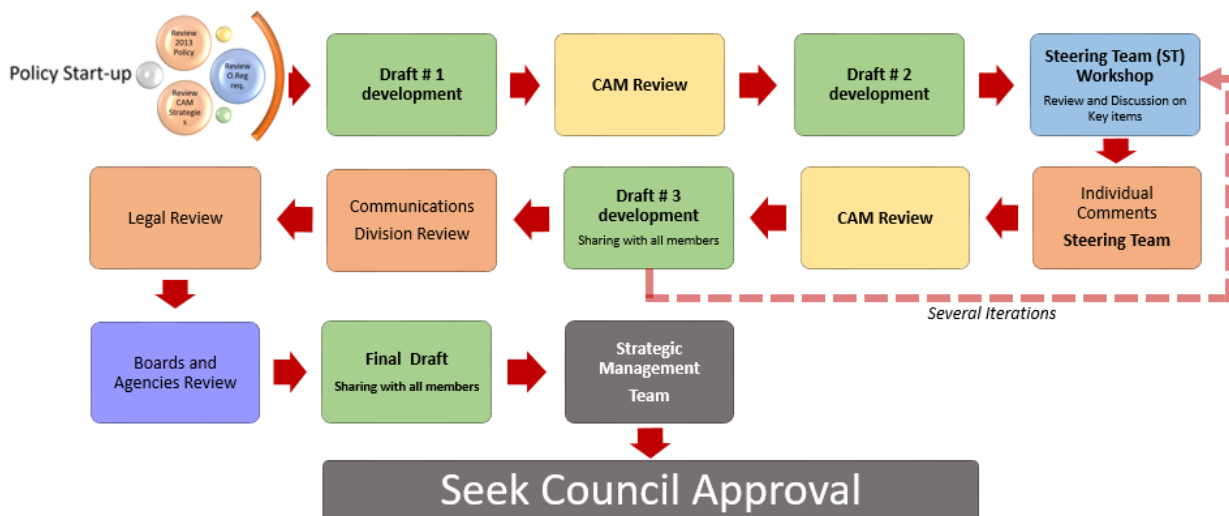 Policy Start-up
Review
2013
Policy
Review
O.Reg
req.
Review
CAM
Strategie
s
Draft # 1
development
CAM Review
Draft # 2
development
Steering Team (ST)
Workshop
Review and Discussion on
Key items
Legal Review
Communications
Division Review
Draft # 3
development
Sharing with all members
CAM Review
Individual
Comments
Steering Team
Several Iterations
Boards and
Agencies Review
Final Draft
Sharing with all members
Strategic
Management
Team
Seek Council Approval